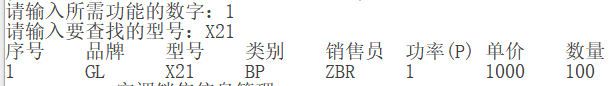 请输入所需功能的数字: 1
请输入要查找的型号: X21
序号 品牌 型号 类别 销售员 功率(P) 单价 数量
1 GL X21 BP ZBR 1 1000 100